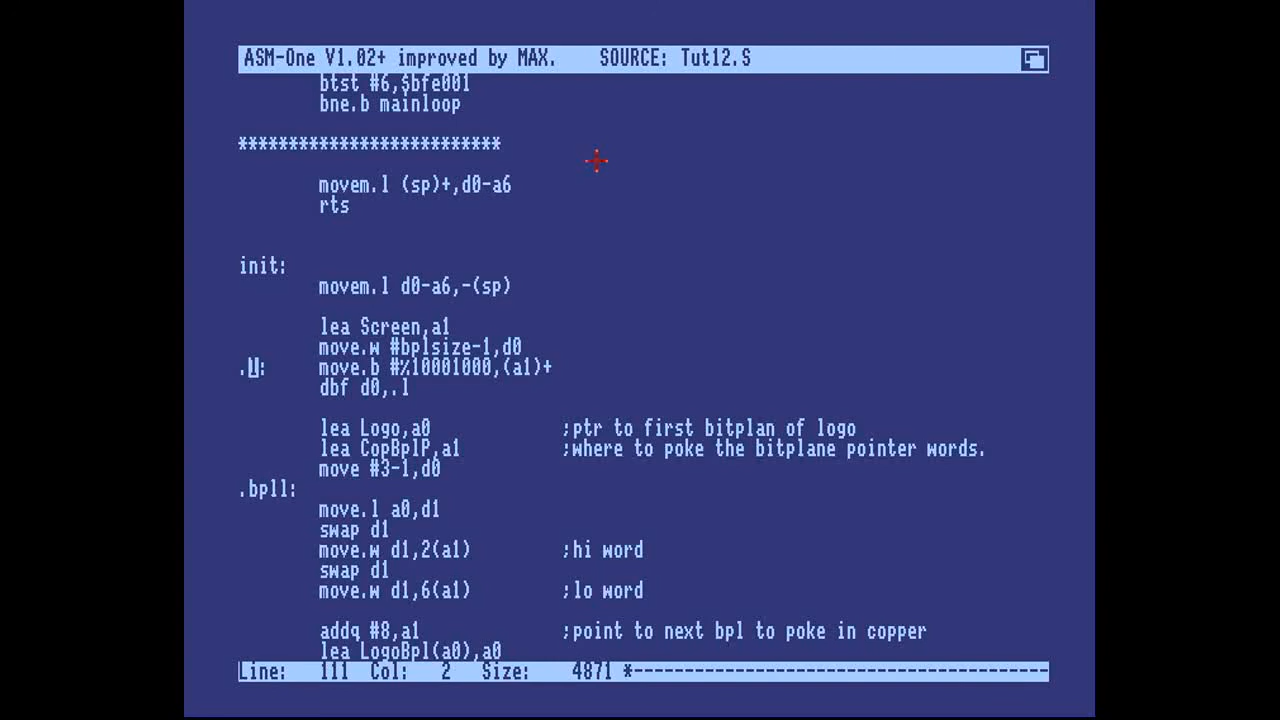 ASM-One V1.02+ improved by MAX.    SOURCE: Tut12.S
btst #6,$bfe001
bne.b mainloop
**************************
movem.l (sp)+,d0-a6
rts
init:
movem.l d0-a6,-(sp)
lea Screen,a1
move.w #bplsize-1,d0
.l:     move.b #%10001000,(a1)+
dbf d0,.l
lea Logo,a0             ;ptr to first bitplan of logo
lea CopBplP,a1          ;where to poke the bitplane pointer words.
move #3-1,d0
.bpll:
move.l a0,d1
swap d1
move.w d1,2(a1)         ;hi word
swap d1
move.w d1,6(a1)         ;lo word
addq #8,a1              ;point to next bpl to poke in copper
lea LogoBpl(a0),a0
Line:   111  Col:   2   Size:    4871 *-----------------------------------------